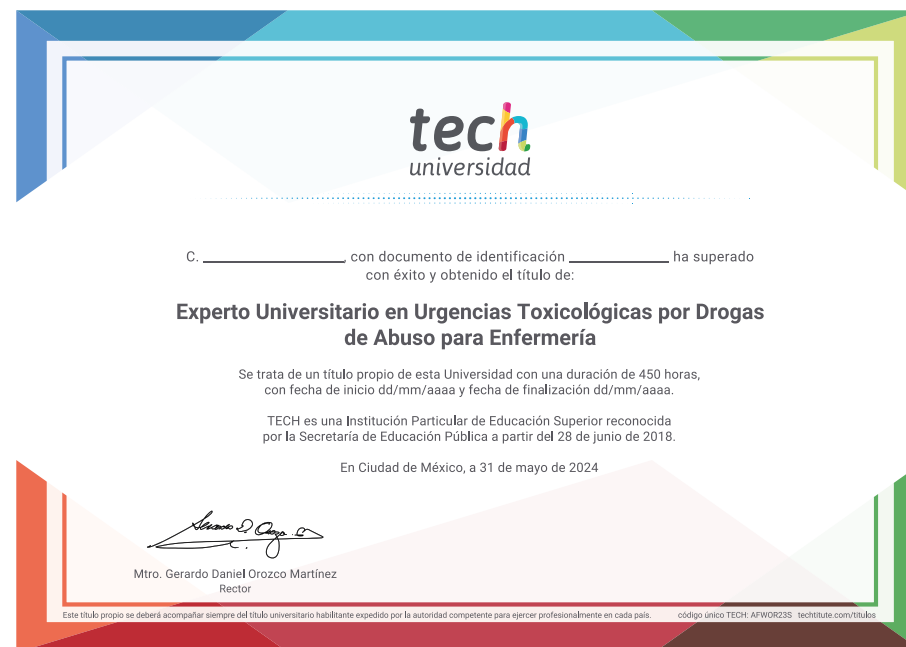 tech
universidad
C. ____________, con documento de identificación ____________ ha superado
con éxito y obtenido el título de:
Experto Universitario en Urgencias Toxicológicas por Drogas
de Abuso para Enfermería
Se trata de un título propio de esta Universidad con una duración de 450 horas,
con fecha de inicio dd/mm/aaaa y fecha de finalización dd/mm/aaaa.
TECH es una Institución Particular de Educación Superior reconocida
por la Secretaría de Educación Pública a partir del 28 de junio de 2018.
En Ciudad de México, a 31 de mayo de 2024
Mtro. Gerardo Daniel Orozco Martínez
Rector
Este título propio se deberá acompañar siempre del título universitario habilitante expedido por la autoridad competente para ejercer profesionalmente en cada país. código único TECH: AFWOR23S techtitute.com/titulos